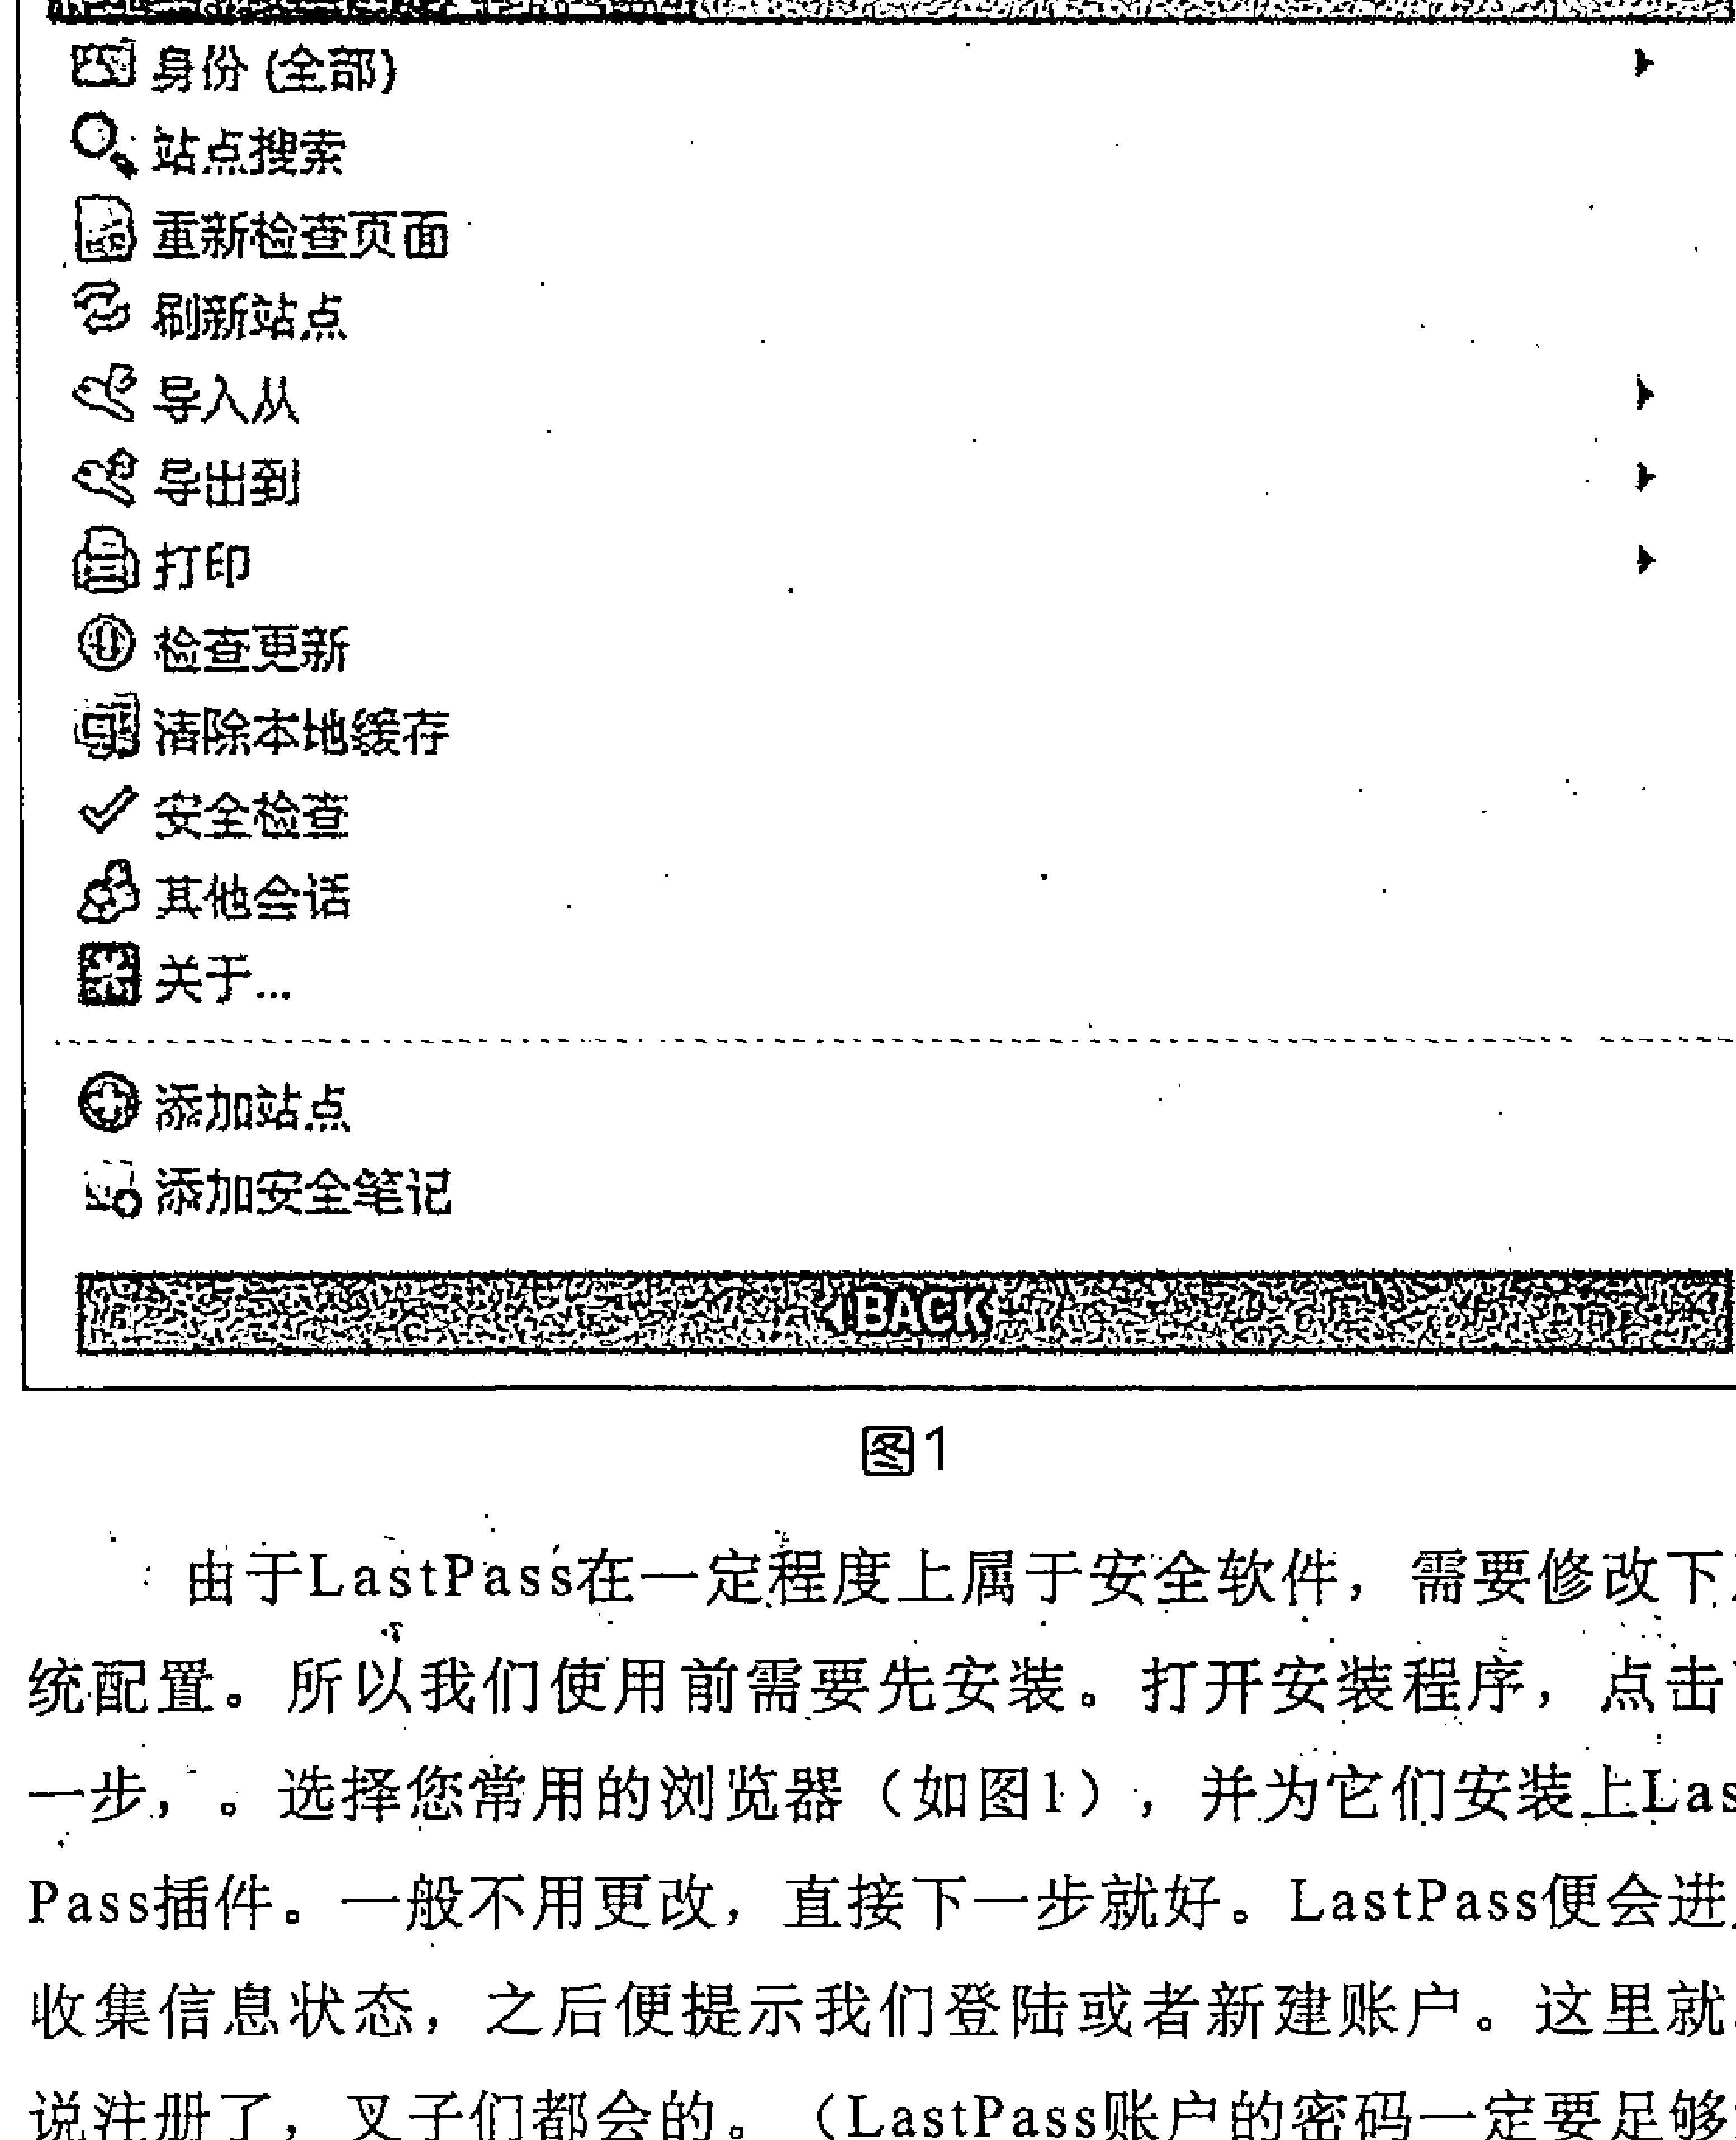 身份 (全部)
站点搜索
重新检查页面
刷新站点
导入从
导出到
打印
检查更新
清除本地缓存
安全检查
其他会话
关于...
添加站点
添加安全笔记
BACK
图1
由于LastPass在一定程度上属于安全软件，需要修改下
统配置。所以我们使用前需要先安装。打开安装程序，点击
一步，。选择您常用的浏览器（如图1），并为它们安装上Las
Pass插件。一般不用更改，直接下一步就好。LastPass便会进
收集信息状态，之后便提示我们登陆或者新建账户。这里就
说注册了，叉子们都会的。（LastPass账户的密码一定要足够